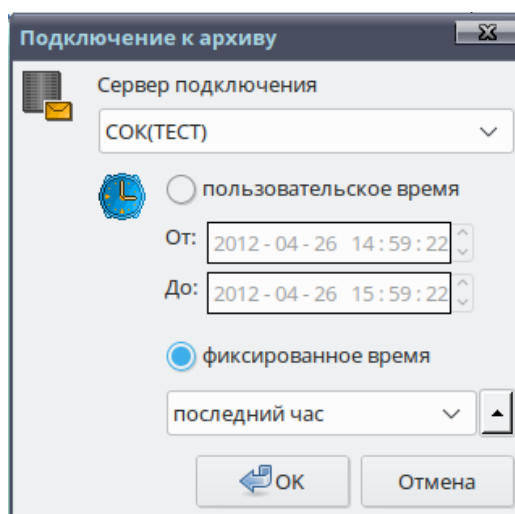 Подключение к архиву
Сервер подключения
СОК(ТЕСТ)
пользовательское время
От: 2012-04-26 14:59:22
До: 2012-04-26 15:59:22
фиксированное время
последний час
OK Отмена